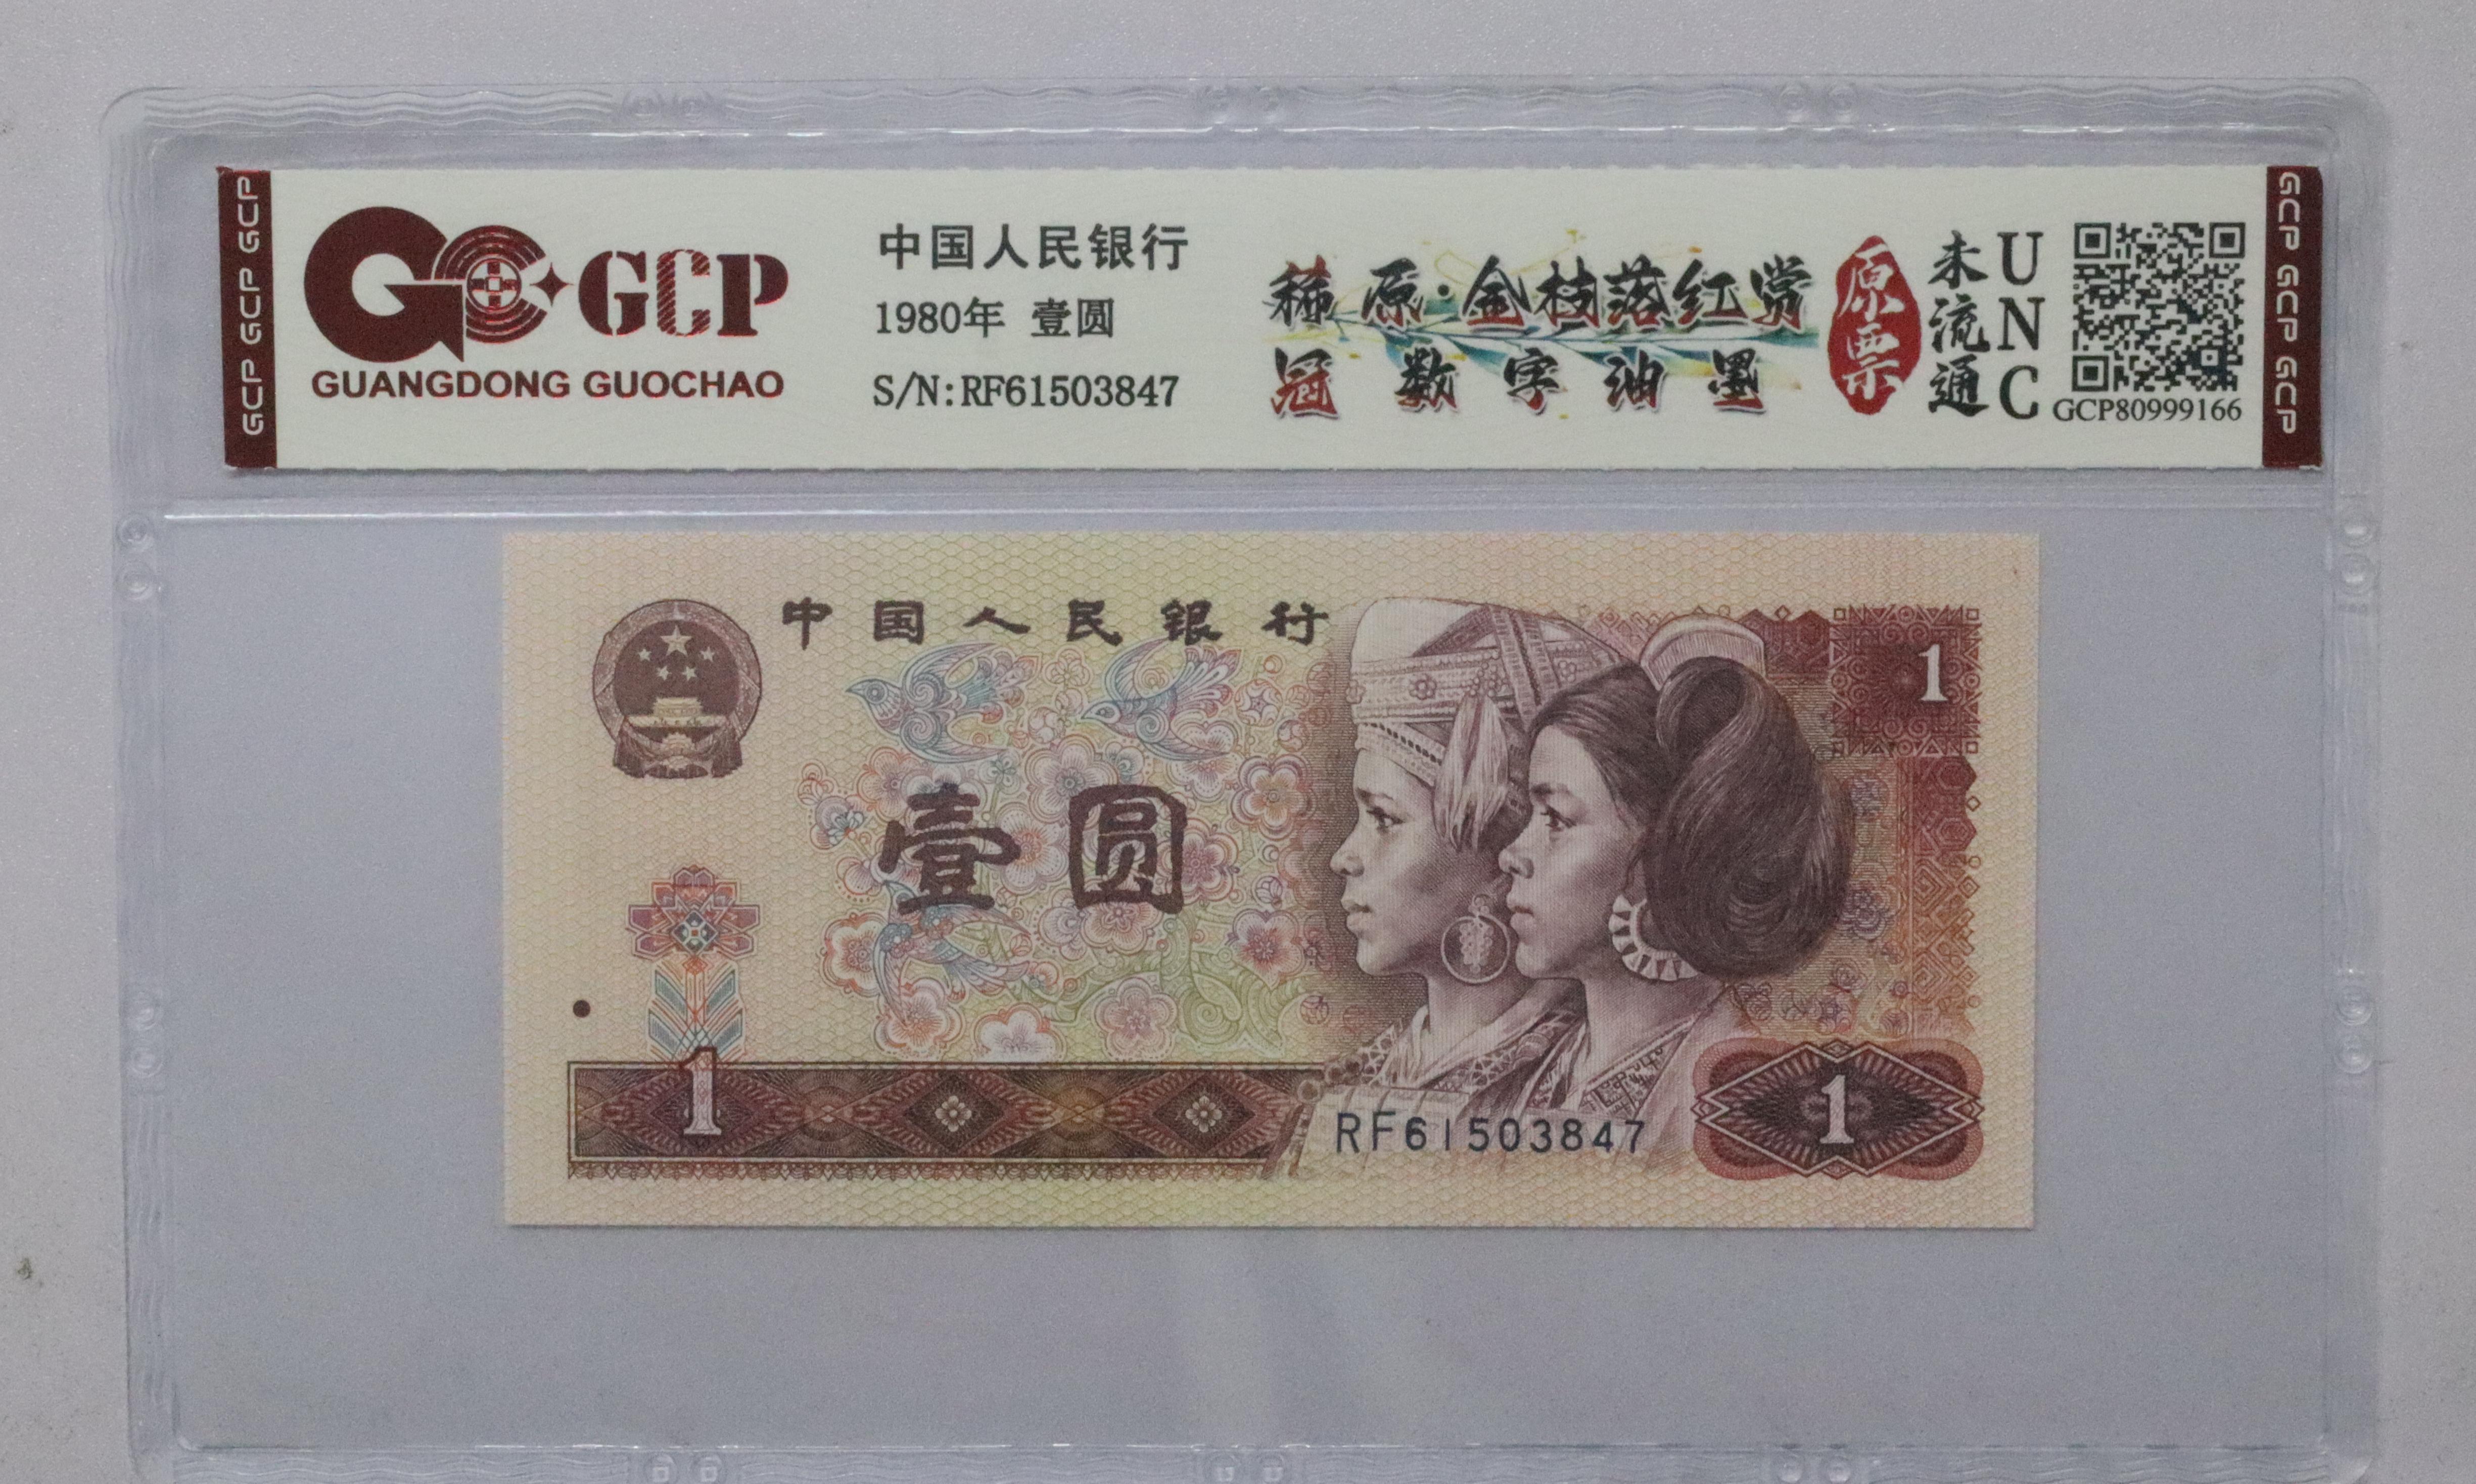 GCP GCP GCP
GCP
GUANGDONG GUOCHAO
中国人民银行
1980年 壹圆
S/N:RF61503847
稀原·金枝落红赏
冠数字油墨
原票
未流通
UNC
GCP80999166
GCP GCP GCP
中国人民银行
1
壹圆
1
RF61503847
1